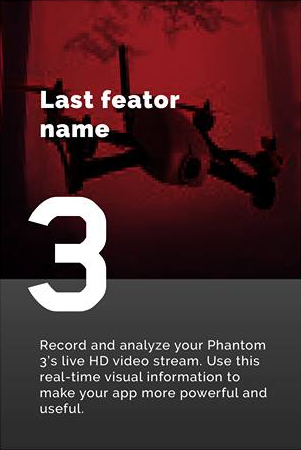 Last feator
name
3
Record and analyze your Phantom
3's live HD video stream. Use this
real-time visual information to
make your app more powerful and
useful.